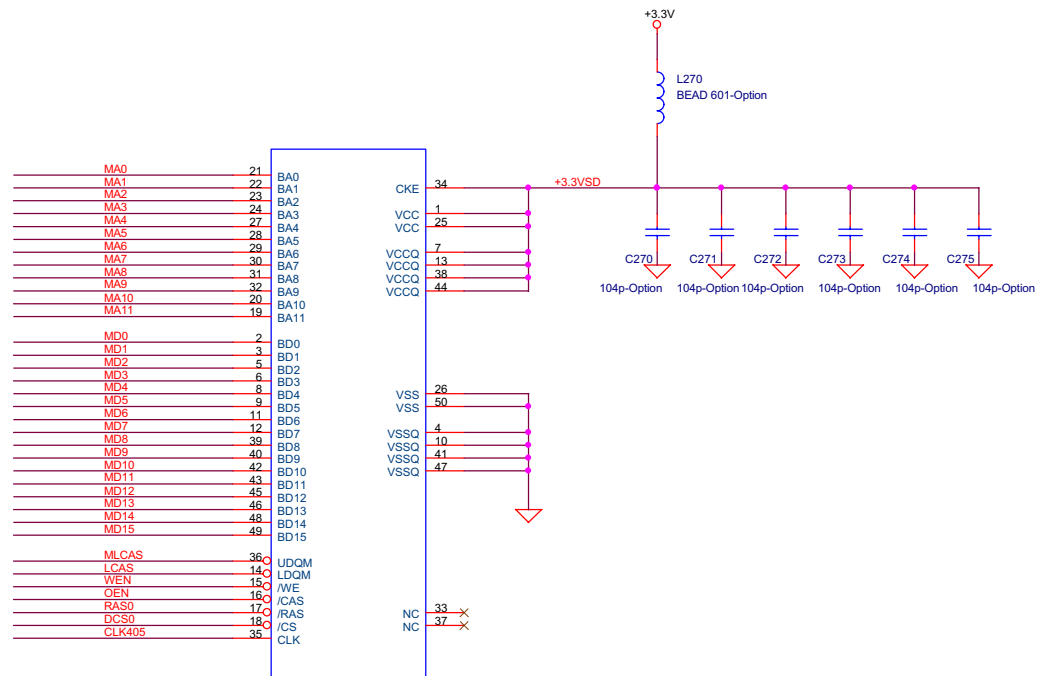 +3.3V
L270
BEAD 601-Option
MA0 21 BA0
MA1 22 BA1
MA2 23 BA2
MA3 24 BA3
MA4 27 BA4
MA5 28 BA5
MA6 29 BA6
MA7 30 BA7
MA8 31 BA8
MA9 32 BA9
MA10 20 BA10
MA11 19 BA11
MD0 2 BD0
MD1 3 BD1
MD2 5 BD2
MD3 6 BD3
MD4 8 BD4
MD5 9 BD5
MD6 11 BD6
MD7 12 BD7
MD8 39 BD8
MD9 40 BD9
MD10 42 BD10
MD11 43 BD11
MD12 45 BD12
MD13 46 BD13
MD14 48 BD14
MD15 49 BD15
MLCAS 36 UDQM
LCAS 14 LDQM
WEN 15 /WE
OEN 16 /CAS
RAS0 17 /RAS
DCS0 18 /CS
CLK405 35 CLK
CKE 34 +3.3VSD
VCC 1
VCC 25
VCCQ 7
VCCQ 13
VCCQ 38
VCCQ 44
VSS 26
VSS 50
VSSQ 4
VSSQ 10
VSSQ 41
VSSQ 47
NC 33
NC 37
C270 C271 C272 C273 C274 C275
104p-Option 104p-Option 104p-Option 104p-Option 104p-Option 104p-Option